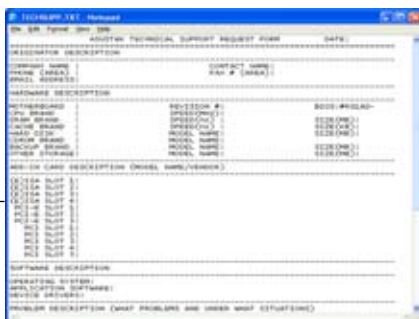 TECHSUPP.TXT - Notepad
File Edit Format View Help
ASUSTEK TECHNICAL SUPPORT REQUEST FORM DATE:
ORIGINATOR DESCRIPTION
COMPANY NAME : CONTACT NAME:
PHONE (AREA) : FAX # (AREA):
EMAIL ADDRESS:
HARDWARE DESCRIPTION
MOTHERBOARD : REVISION #: BIOS:
CPU BRAND : SPEED(MHz):
DRAM BRAND : SPEED(ns) : SIZE(MB):
CACHE BRAND : SPEED(ns) : SIZE(KB):
HARD DISK : MODEL NAME: SIZE(MB):
CDROM BRAND : MODEL NAME:
BACKUP BRAND : MODEL NAME: SIZE(MB):
OTHER STORAGE: MODEL NAME: SIZE(MB):
ADD-IN CARD DESCRIPTION (MODEL NAME/VENDOR)
(E)ISA SLOT 1:
(E)ISA SLOT 2:
(E)ISA SLOT 3:
(E)ISA SLOT 4:
PCI-E SLOT 1:
PCI-E SLOT 2:
PCI-E SLOT 3:
PCI SLOT 1:
PCI SLOT 2:
PCI SLOT 3:
PCI SLOT 4:
PCI SLOT 5:
SOFTWARE DESCRIPTION
OPERATING SYSTEM:
APPLICATION SOFTWARE:
DEVICE DRIVERS:
PROBLEM DESCRIPTION (WHAT PROBLEMS AND UNDER WHAT SITUATIONS)